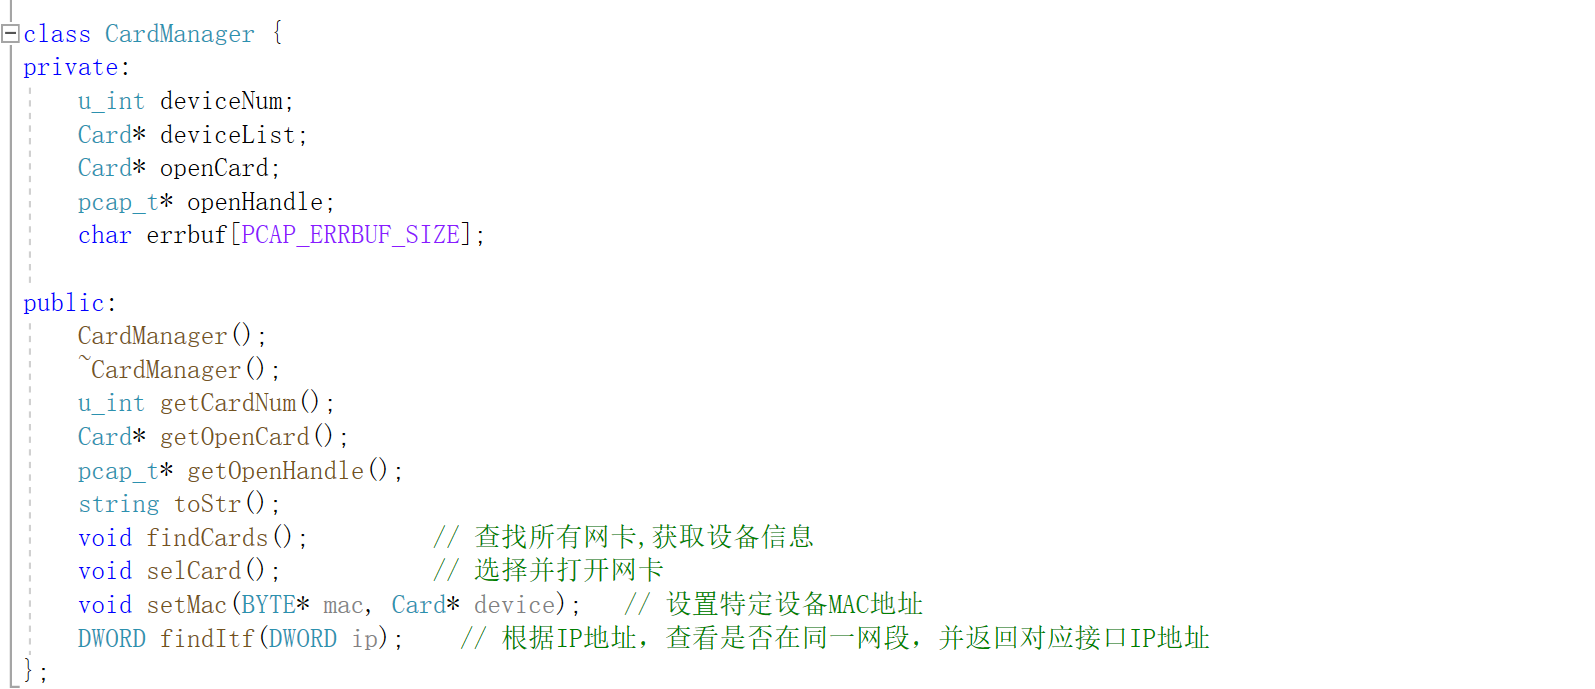 class CardManager {
private:
    u_int deviceNum;
    Card* deviceList;
    Card* openCard;
    pcap_t* openHandle;
    char errbuf[PCAP_ERRBUF_SIZE];
public:
    CardManager();
    ~CardManager();
    u_int getCardNum();
    Card* getOpenCard();
    pcap_t* getOpenHandle();
    string toStr();
    void findCards();         // 查找所有网卡,获取设备信息
    void selCard();           // 选择并打开网卡
    void setMac(BYTE* mac, Card* device);   // 设置特定设备MAC地址
    DWORD findItf(DWORD ip);    // 根据IP地址，查看是否在同一网段，并返回对应接口IP地址
};